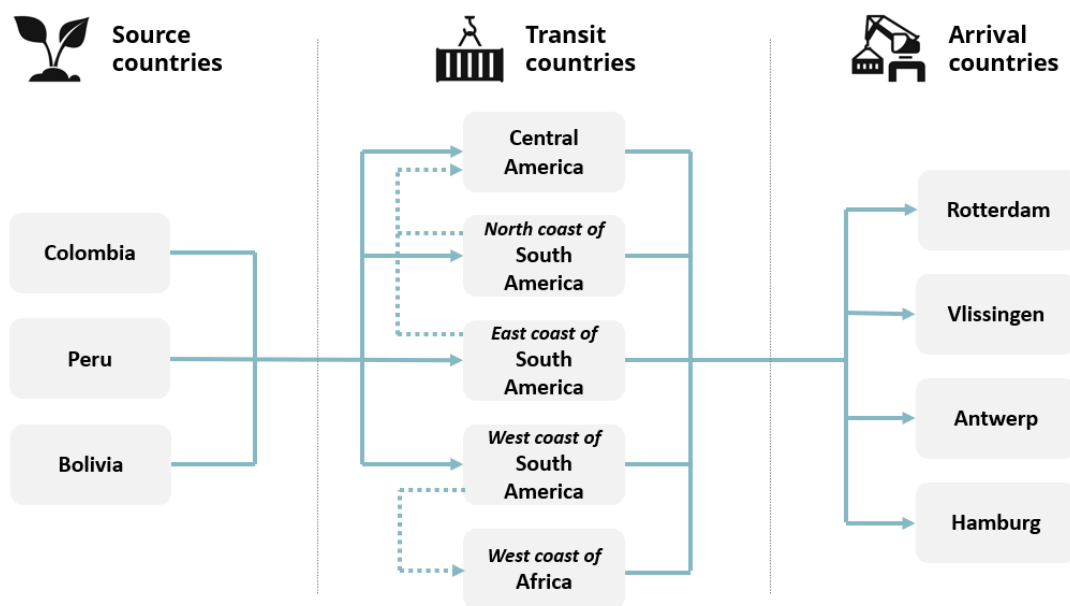 Source
countries
Transit
countries
Arrival
countries
Colombia
Peru
Bolivia
Central
America
North coast of
South
America
East coast of
South
America
West coast of
South
America
West coast of
Africa
Rotterdam
Vlissingen
Antwerp
Hamburg